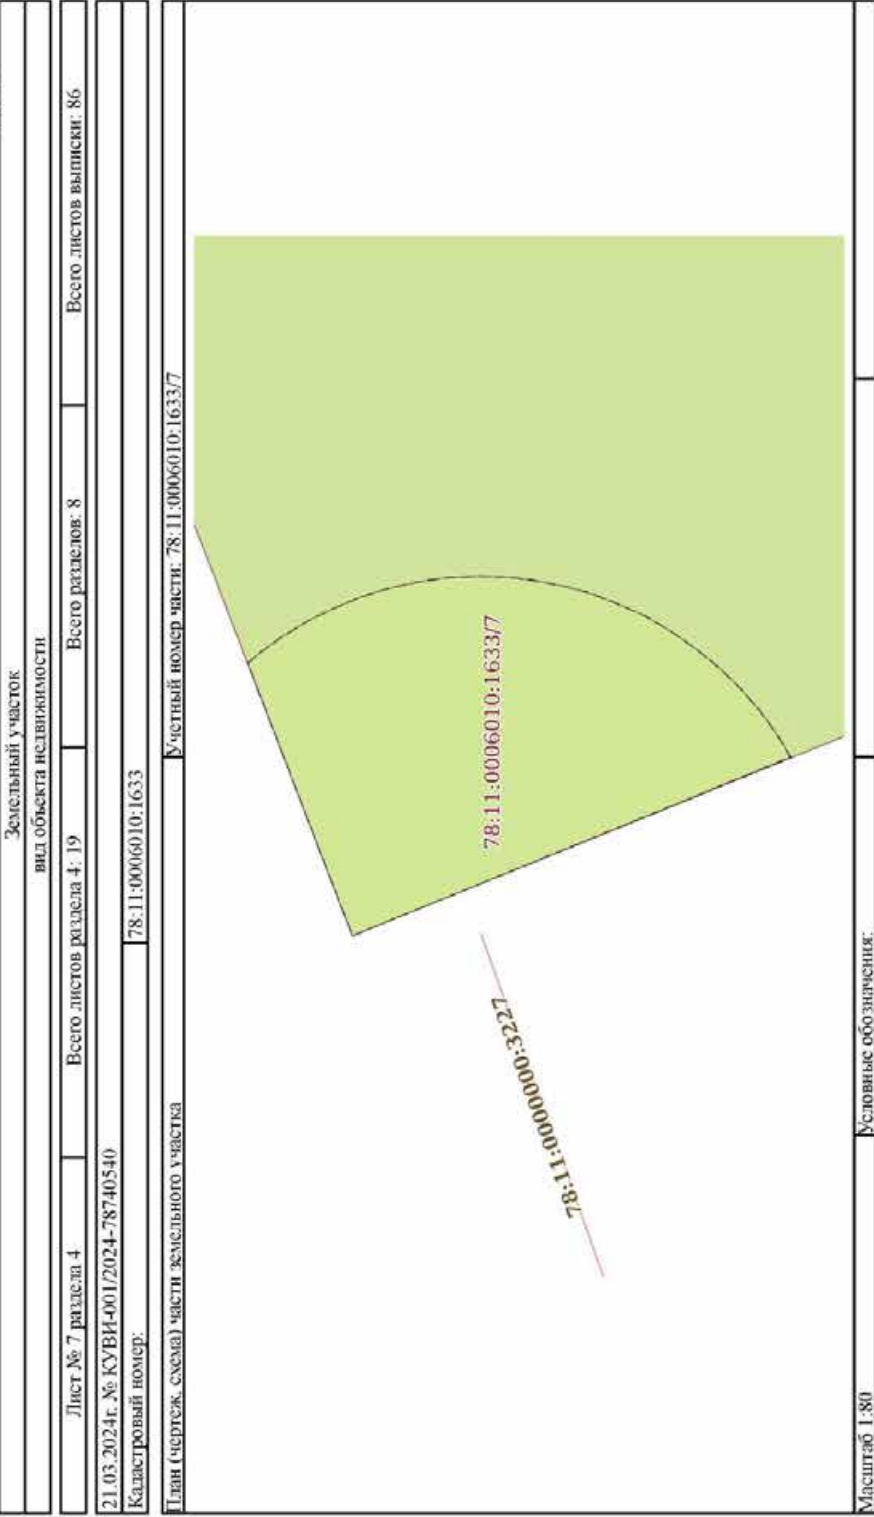 Земельный участок
вид объекта недвижимости
Лист № 7 раздела 4 Всего листов раздела 4: 19 Всего разделов: 8 Всего листов выписки: 86
21.03.2024г. № КУВИ-001/2024-78740540
Кадастровый номер: 78:11:0006010:1633
План (чертеж, схема) части земельного участка Учетный номер части: 78:11:0006010:1633/7
78:11:0006010:1633/7
78:11:0000000:3227
Масштаб 1:80 Условные обозначения: